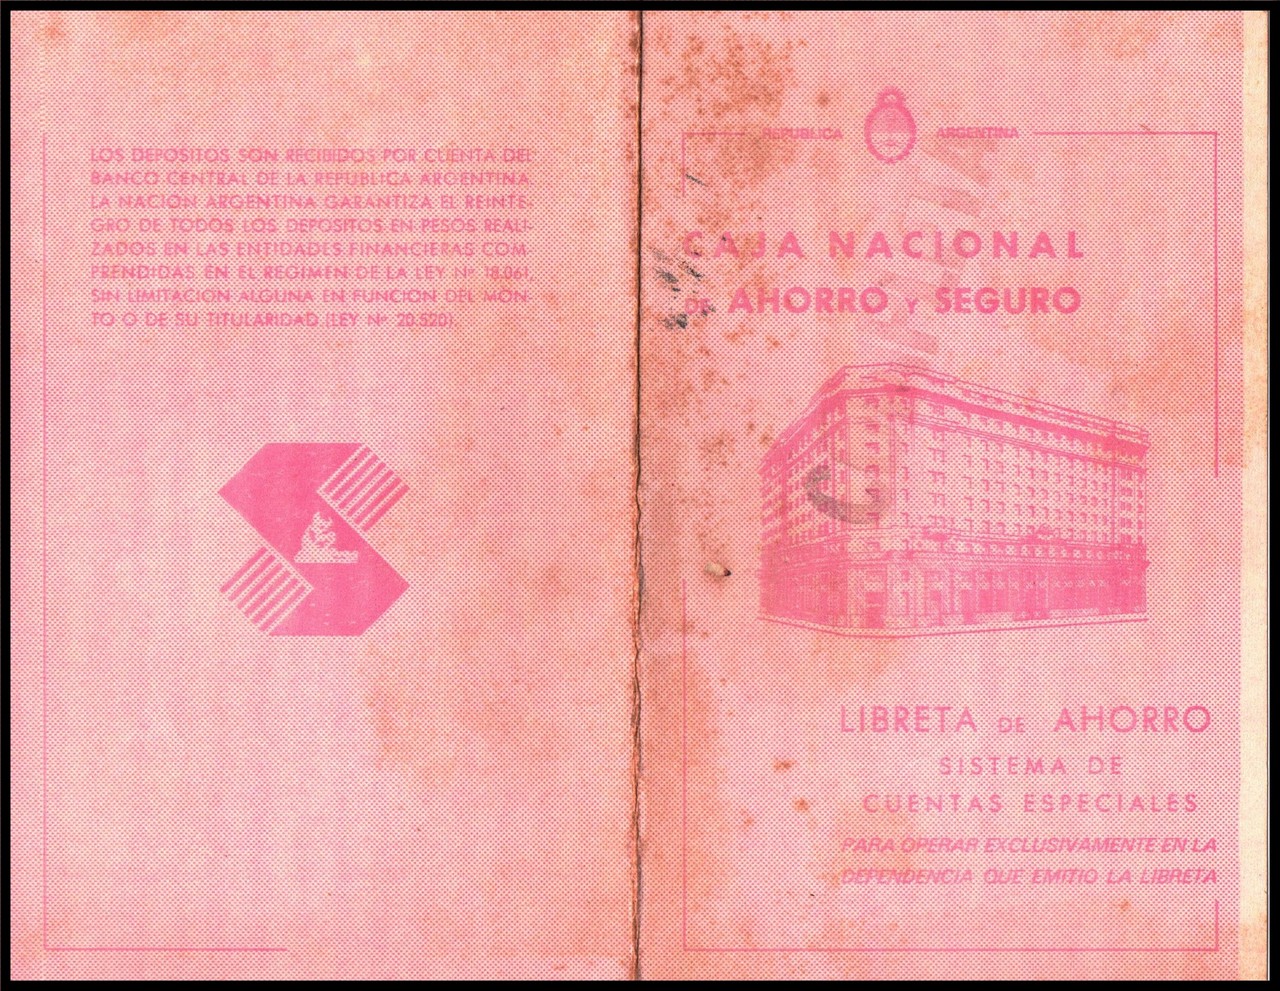 LOS DEPOSITOS SON RECIBIDOS POR CUENTA DEL
BANCO CENTRAL DE LA REPUBLICA ARGENTINA.
LA NACION ARGENTINA GARANTIZA EL REINTE-
GRO DE TODOS LOS DEPOSITOS EN PESOS REALI-
ZADOS EN LAS ENTIDADES FINANCIERAS COM-
PRENDIDAS EN EL REGIMEN DE LA LEY Nº 18.061,
SIN LIMITACION ALGUNA EN FUNCION DEL MON-
TO O DE SU TITULARIDAD (LEY Nº 20.520).
REPUBLICA ARGENTINA
CAJA NACIONAL
DE AHORRO Y SEGURO
LIBRETA DE AHORRO
SISTEMA DE
CUENTAS ESPECIALES
PARA OPERAR EXCLUSIVAMENTE EN LA
DEPENDENCIA QUE EMITIO LA LIBRETA